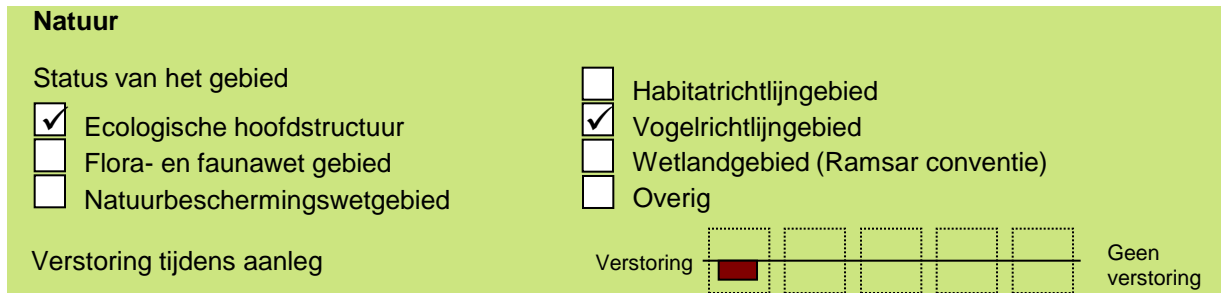 Natuur
Status van het gebied
Ecologische hoofdstructuur
Flora- en faunawet gebied
Natuurbeschermingswetgebied
Habitatrichtlijngebied
Vogelrichtlijngebied
Wetlandgebied (Ramsar conventie)
Overig
Verstoring tijdens aanleg
Verstoring
Geen
verstoring